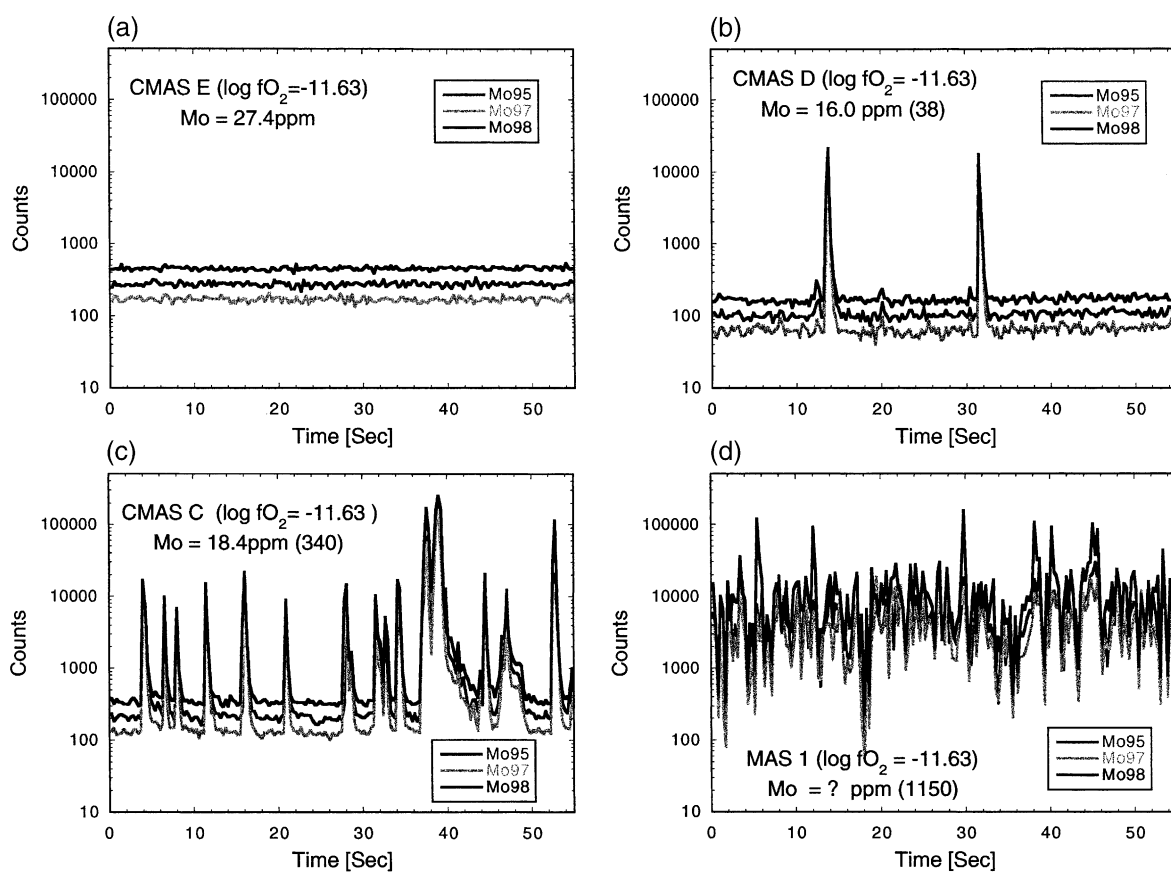 (a)
CMAS E (log fO2=-11.63)
Mo = 27.4ppm
Mo95
Mo97
Mo98
100000
10000
1000
100
10
Counts
0 10 20 30 40 50
Time [Sec]
(b)
CMAS D (log fO2= -11.63)
Mo = 16.0 ppm (38)
Mo95
Mo97
Mo98
100000
10000
1000
100
10
Counts
0 10 20 30 40 50
Time [Sec]
(c)
CMAS C (log fO2= -11.63 )
Mo = 18.4ppm (340)
100000
10000
1000
100
10
Counts
Mo95
Mo97
Mo98
0 10 20 30 40 50
Time [Sec]
(d)
100000
10000
1000
100
10
Counts
MAS 1 (log fO2 = -11.63)
Mo = ? ppm (1150)
Mo95
Mo97
Mo98
0 10 20 30 40 50
Time [Sec]